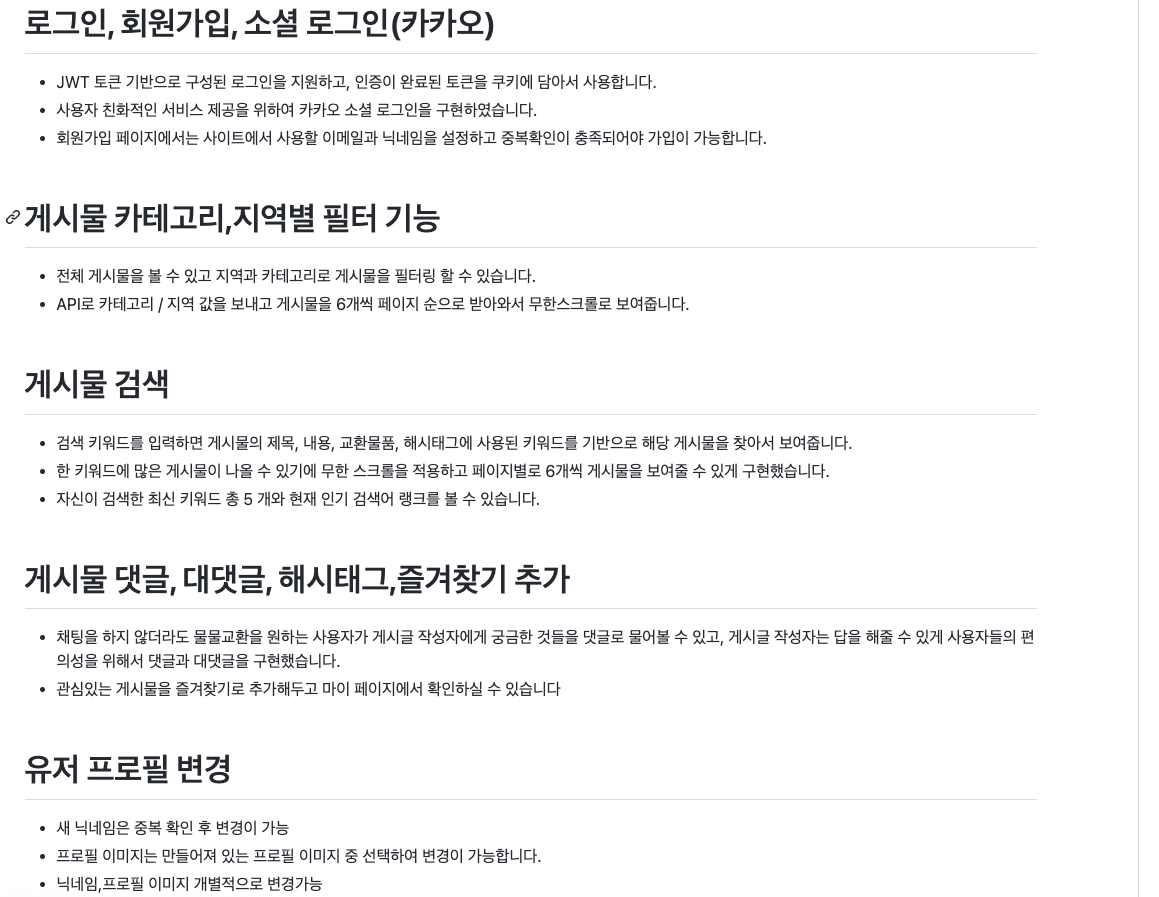 로그인, 회원가입, 소셜 로그인(카카오)
• JWT 토큰 기반으로 구성된 로그인을 지원하고, 인증이 완료된 토큰을 쿠키에 담아서 사용합니다.
• 사용자 친화적인 서비스 제공을 위하여 카카오 소셜 로그인을 구현하였습니다.
• 회원가입 페이지에서는 사이트에서 사용할 이메일과 닉네임을 설정하고 중복확인이 충족되어야 가입이 가능합니다.
게시물 카테고리,지역별 필터 기능
• 전체 게시물을 볼 수 있고 지역과 카테고리로 게시물을 필터링 할 수 있습니다.
• API로 카테고리 / 지역 값을 보내고 게시물을 6개씩 페이지 순으로 받아와서 무한스크롤로 보여줍니다.
게시물 검색
• 검색 키워드를 입력하면 게시물의 제목, 내용, 교환물품, 해시태그에 사용된 키워드를 기반으로 해당 게시물을 찾아서 보여줍니다.
• 한 키워드에 많은 게시물이 나올 수 있기에 무한 스크롤을 적용하고 페이지별로 6개씩 게시물을 보여줄 수 있게 구현했습니다.
• 자신이 검색한 최신 키워드 총 5 개와 현재 인기 검색어 랭크를 볼 수 있습니다.
게시물 댓글, 대댓글, 해시태그,즐겨찾기 추가
• 채팅을 하지 않더라도 물물교환을 원하는 사용자가 게시글 작성자에게 궁금한 것들을 댓글로 물어볼 수 있고, 게시글 작성자는 답을 해줄 수 있게 사용자들의 편
의성을 위해서 댓글과 대댓글을 구현했습니다.
• 관심있는 게시물을 즐겨찾기로 추가해두고 마이 페이지에서 확인하실 수 있습니다
유저 프로필 변경
• 새 닉네임은 중복 확인 후 변경이 가능
• 프로필 이미지는 만들어져 있는 프로필 이미지 중 선택하여 변경이 가능합니다.
• 닉네임,프로필 이미지 개별적으로 변경가능